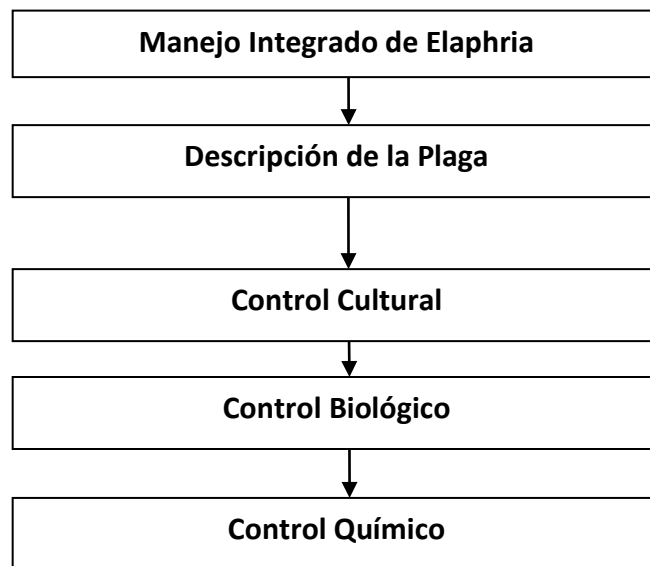 Manejo Integrado de Elaphria
Descripción de la Plaga
Control Cultural
Control Biológico
Control Químico